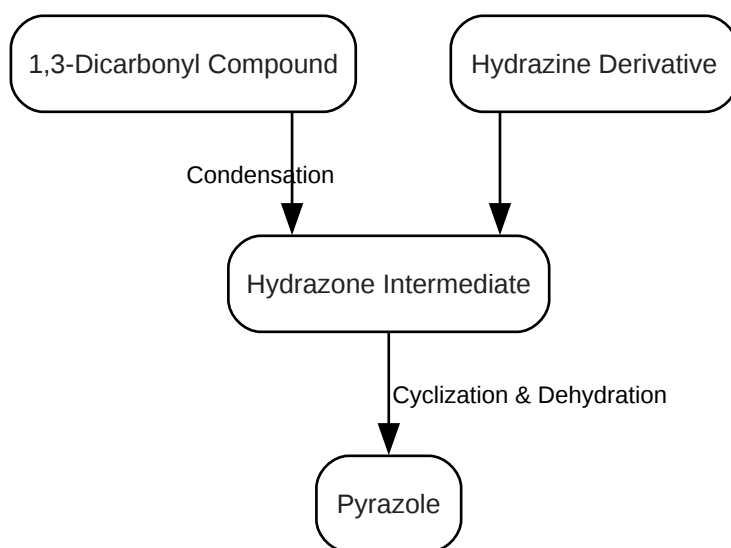 1,3-Dicarbonyl Compound
Hydrazine Derivative
Condensation
Hydrazone Intermediate
Cyclization & Dehydration
Pyrazole